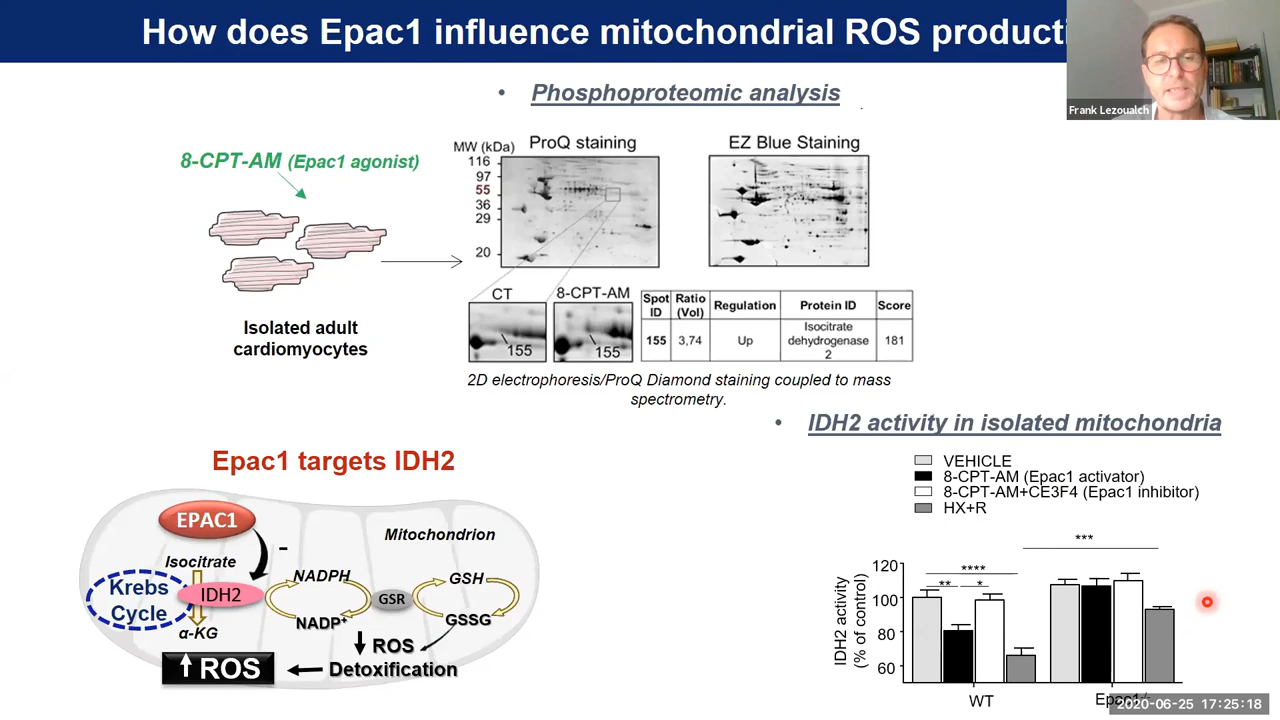 How does Epac1 influence mitochondrial ROS producti
Frank Lezoualch
• Phosphoproteomic analysis
8-CPT-AM (Epac1 agonist)
Isolated adult
cardiomyocytes
MW (kDa)
ProQ staining
EZ Blue Staining
116
97
55
36
29
20
CT
8-CPT-AM
155
155
Spot ID
Ratio (Vol)
Regulation
Protein ID
Score
155
3,74
Up
Isocitrate
dehydrogenase
2
181
2D electrophoresis/ProQ Diamond staining coupled to mass
spectrometry.
• IDH2 activity in isolated mitochondria
Epac1 targets IDH2
EPAC1
-
Mitochondrion
Isocitrate
Krebs
Cycle
IDH2
α-KG
NADPH
NADP+
GSR
GSH
GSSG
ROS
Detoxification
ROS
VEHICLE
8-CPT-AM (Epac1 activator)
8-CPT-AM+CE3F4 (Epac1 inhibitor)
HX+R
IDH2 activity
(% of control)
120
100
80
60
****
**
*
***
WT
Epac1-/-
2020-06-25 17:25:18